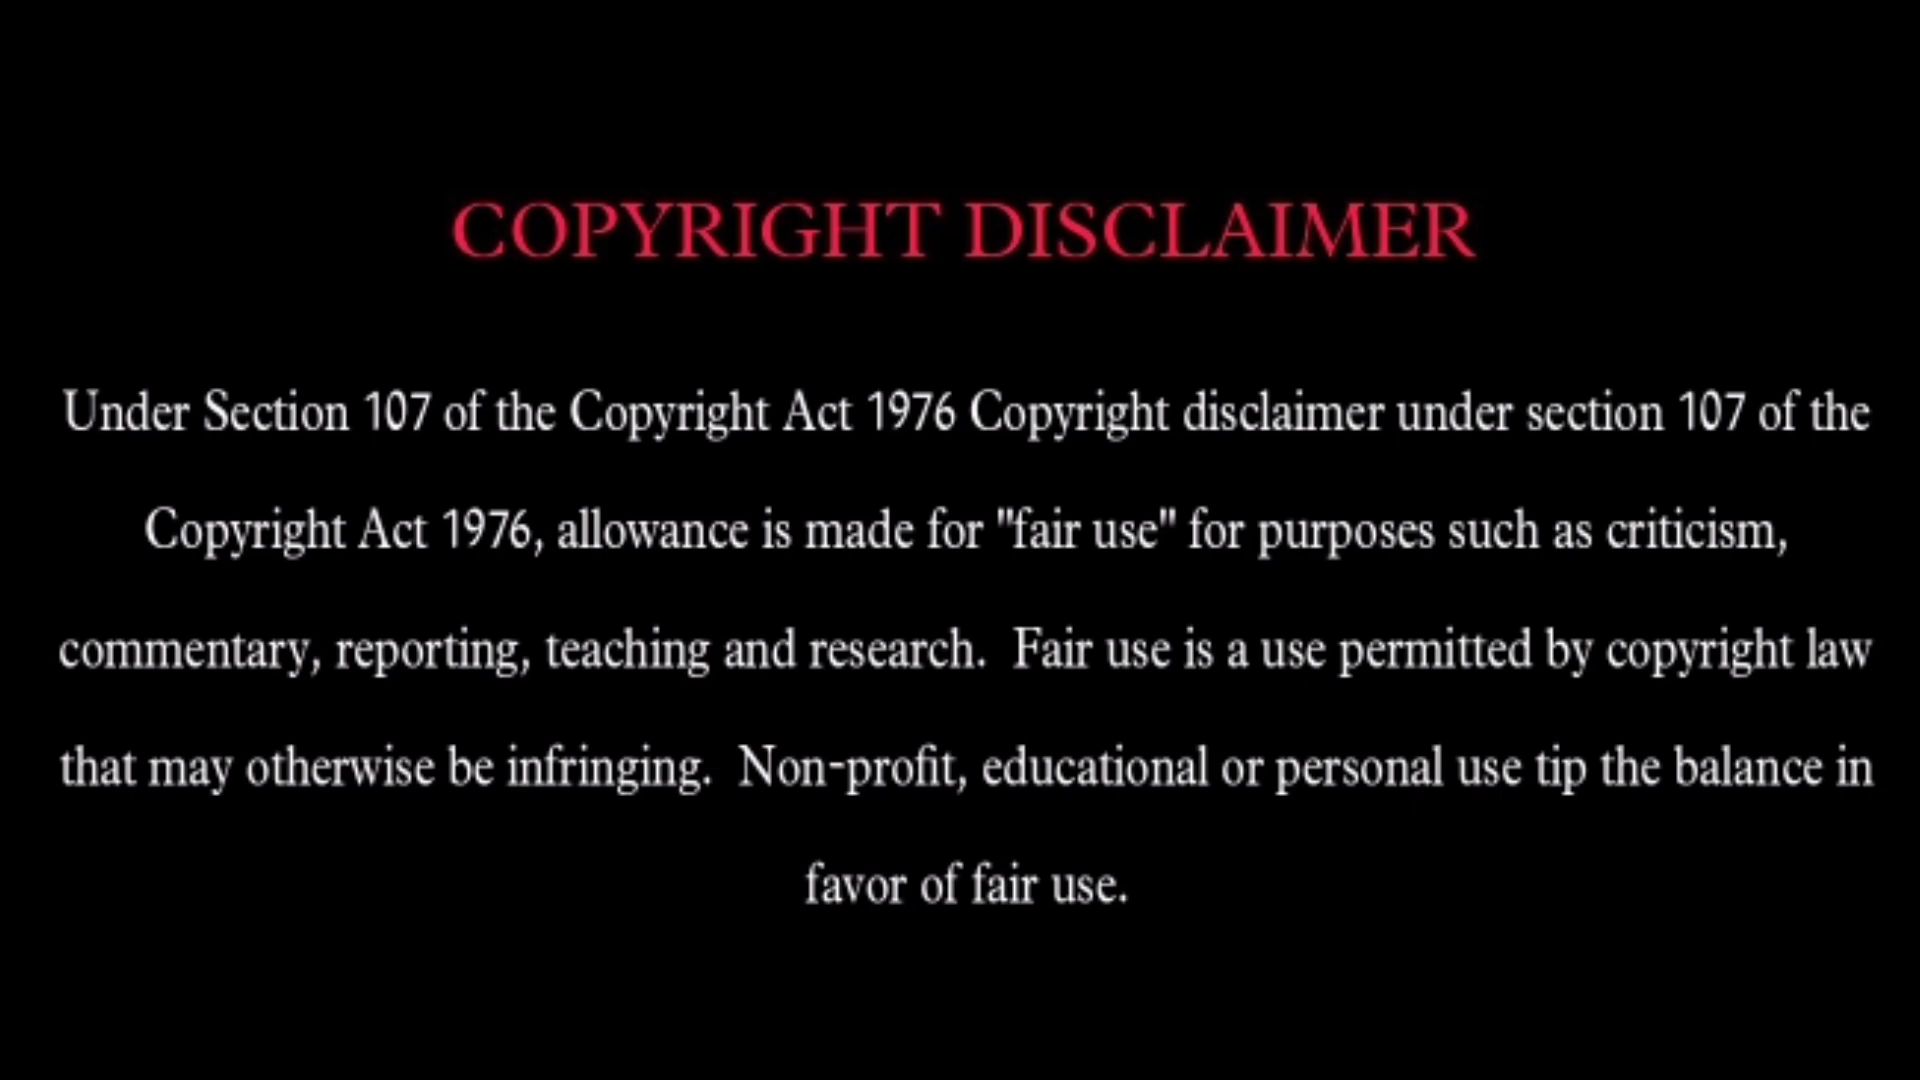 COPYRIGHT DISCLAIMER
Under Section 107 of the Copyright Act 1976 Copyright disclaimer under section 107 of the
Copyright Act 1976, allowance is made for "fair use" for purposes such as criticism,
commentary, reporting, teaching and research.  Fair use is a use permitted by copyright law
that may otherwise be infringing.  Non-profit, educational or personal use tip the balance in
favor of fair use.